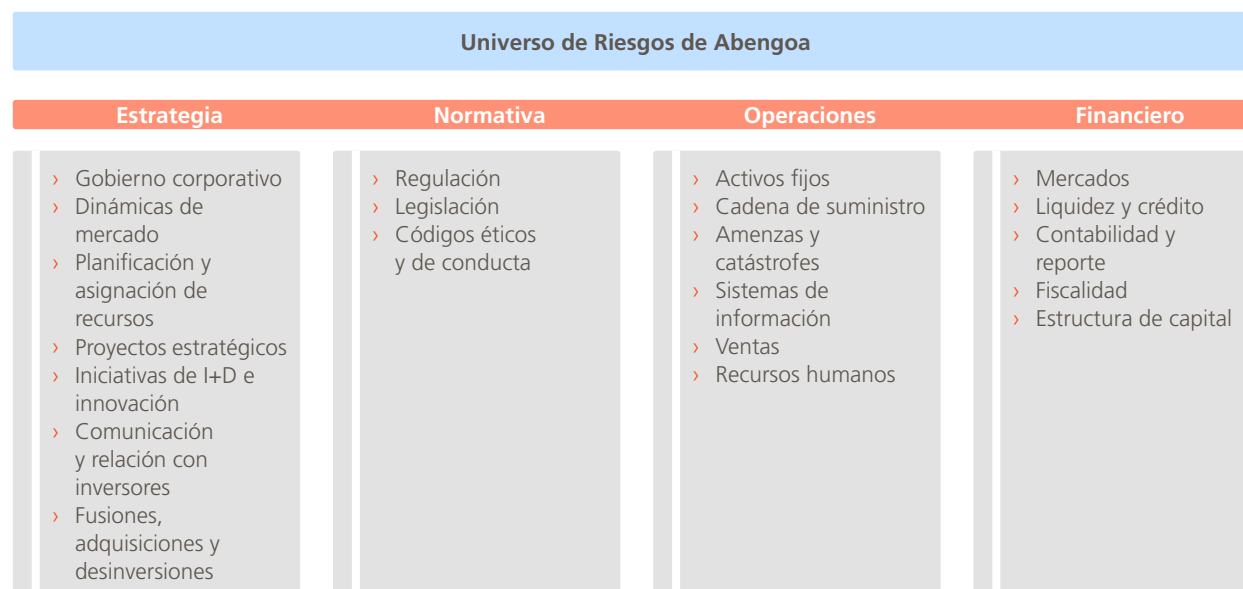 Universo de Riesgos de Abengoa
Estrategia
Normativa
Operaciones
Financiero
› Gobierno corporativo
› Dinámicas de
mercado
› Planificación y
asignación de
recursos
› Proyectos estratégicos
› Iniciativas de I+D e
innovación
› Comunicación
y relación con
inversores
› Fusiones,
adquisiciones y
desinversiones
› Regulación
› Legislación
› Códigos éticos
y de conducta
› Activos fijos
› Cadena de suministro
› Amenzas y
catástrofes
› Sistemas de
información
› Ventas
› Recursos humanos
› Mercados
› Liquidez y crédito
› Contabilidad y
reporte
› Fiscalidad
› Estructura de capital